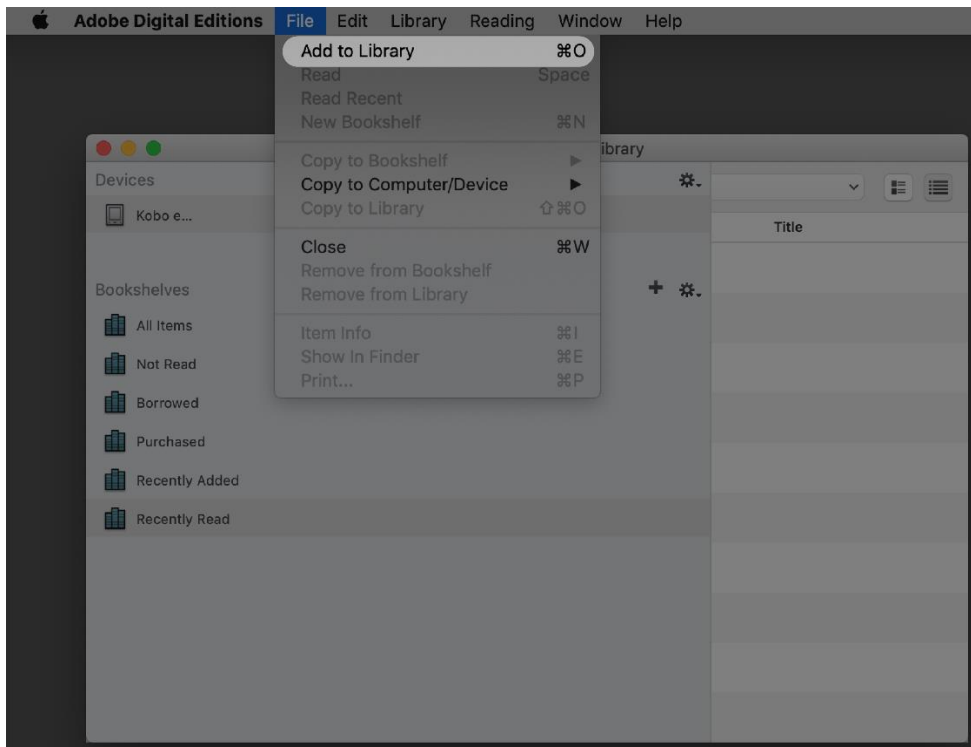 Adobe Digital Editions File Edit Library Reading Window Help
Add to Library ⌘O
Read Space
Read Recent
New Bookshelf ⌘N
Copy to Bookshelf ▶
Copy to Computer/Device ▶
Copy to Library ⇧⌘O
Close ⌘W
Remove from Bookshelf
Remove from Library
Item Info ⌘I
Show In Finder ⌘E
Print... ⌘P
ibrary
Devices
Kobo e...
Bookshelves
All Items
Not Read
Borrowed
Purchased
Recently Added
Recently Read
Title